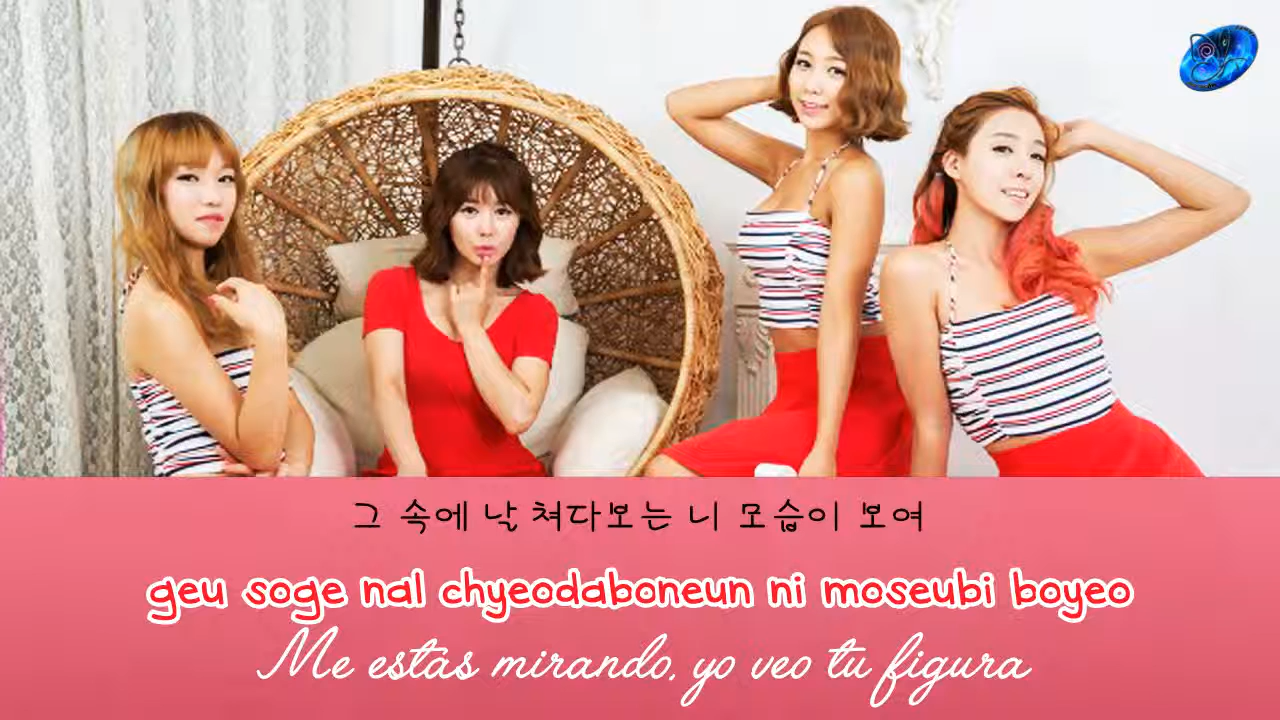 그 속에 날 쳐다보는 니 모습이 보여
geu soge nal chyeodaboneun ni moseubi boyeo
Me estás mirando, yo veo tu figura